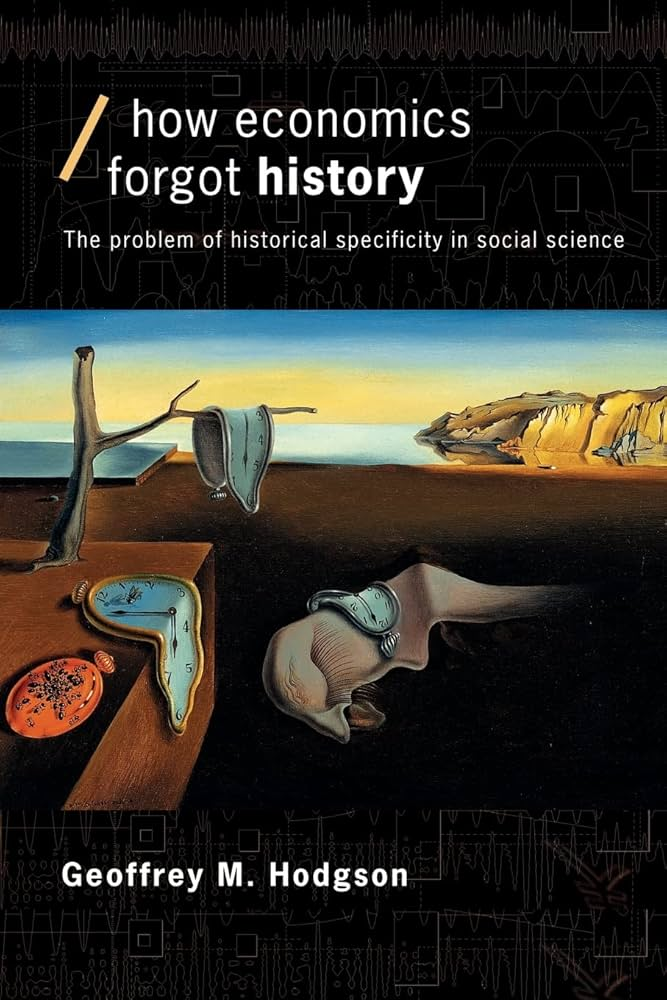 how economics
forgot history
The problem of historical specificity in social science
Geoffrey M. Hodgson